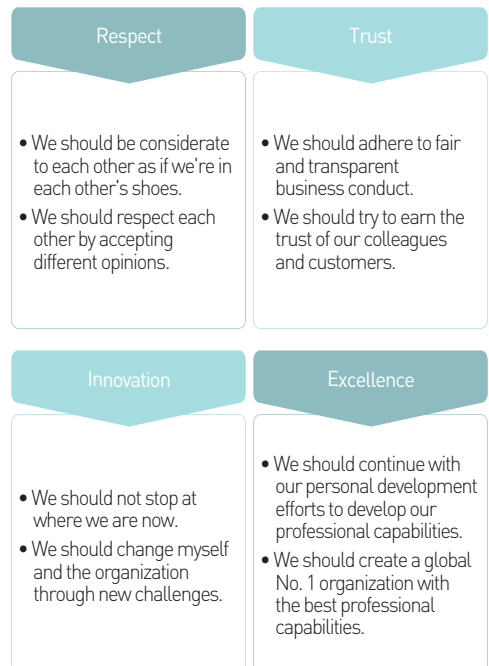 Respect
• We should be considerate
to each other as if we're in
each other's shoes.
• We should respect each
other by accepting
different opinions.
Trust
• We should adhere to fair
and transparent
business conduct.
• We should try to earn the
trust of our colleagues
and customers.
Innovation
• We should not stop at
where we are now.
• We should change myself
and the organization
through new challenges.
Excellence
• We should continue with
our personal development
efforts to develop our
professional capabilities.
• We should create a global
No. 1 organization with
the best professional
capabilities.